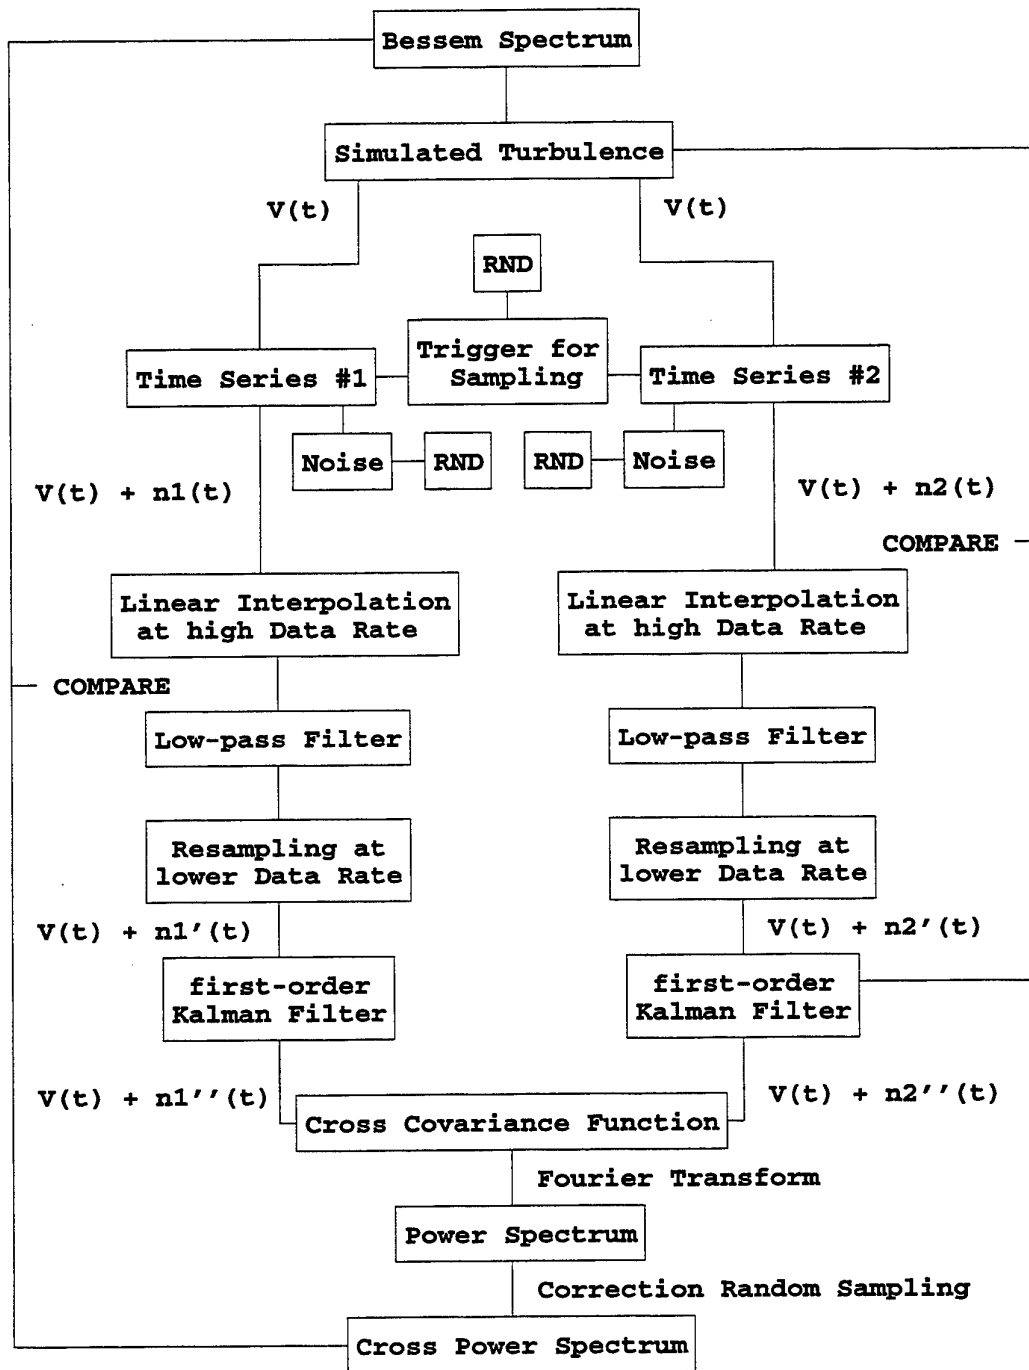 Bessem Spectrum
Simulated Turbulence
V(t)
V(t)
RND
Trigger for
Sampling
Time Series #1
Time Series #2
Noise
RND
RND
Noise
V(t) + n1(t)
V(t) + n2(t)
COMPARE
Linear Interpolation
at high Data Rate
Linear Interpolation
at high Data Rate
COMPARE
Low-pass Filter
Low-pass Filter
Resampling at
lower Data Rate
Resampling at
lower Data Rate
V(t) + n1'(t)
V(t) + n2'(t)
first-order
Kalman Filter
first-order
Kalman Filter
V(t) + n1''(t)
V(t) + n2''(t)
Cross Covariance Function
Fourier Transform
Power Spectrum
Correction Random Sampling
Cross Power Spectrum